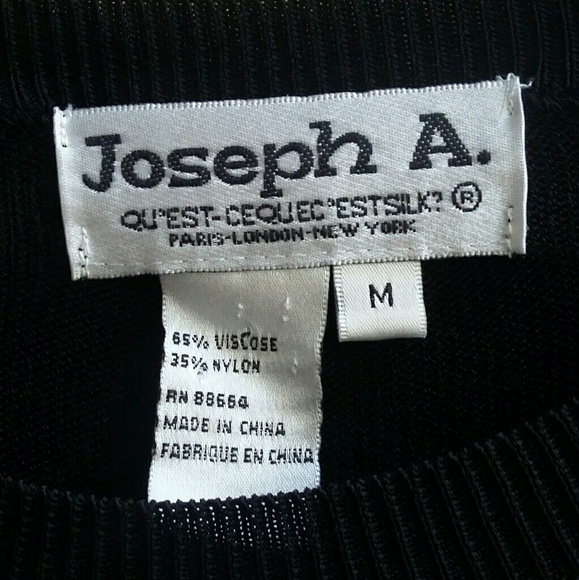 Joseph A.
QU'EST-CEQUEC'ESTSILK? ®
PARIS-LONDON-NEW YORK
M
65% VISCOSE
35% NYLON
RN 88664
MADE IN CHINA
FABRIQUE EN CHINA